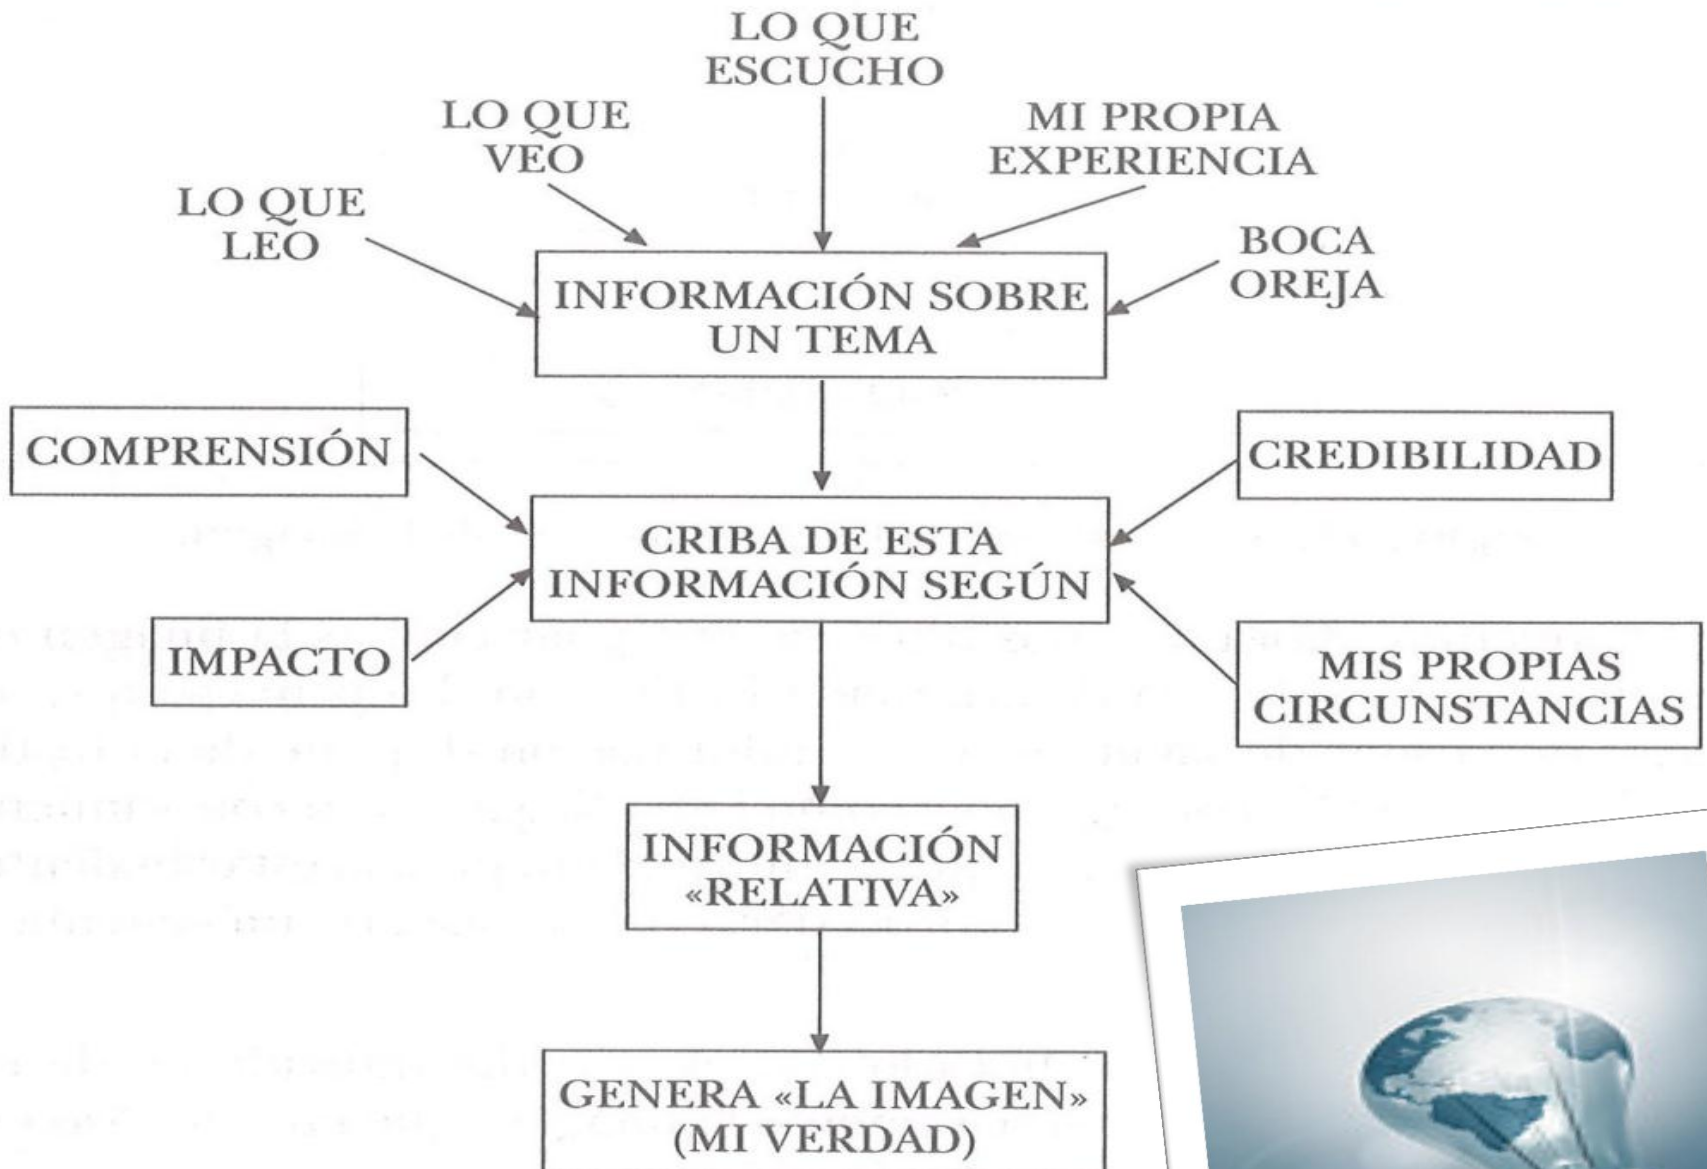 LO QUE
ESCUCHO
LO QUE
VEO
MI PROPIA
EXPERIENCIA
LO QUE
LEO
BOCA
OREJA
INFORMACIÓN SOBRE
UN TEMA
COMPRENSIÓN
CREDIBILIDAD
CRIBA DE ESTA
INFORMACIÓN SEGÚN
IMPACTO
MIS PROPIAS
CIRCUNSTANCIAS
INFORMACIÓN
«RELATIVA»
GENERA «LA IMAGEN»
(MI VERDAD)